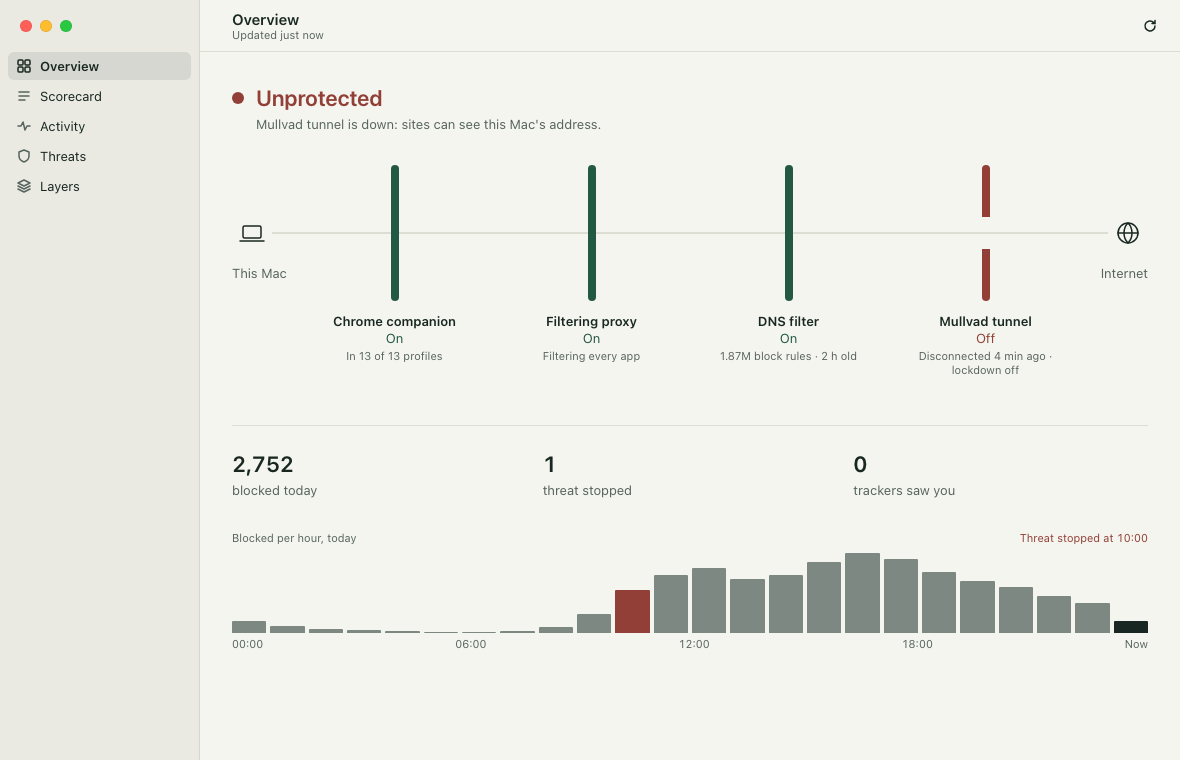 Overview
Updated just now
Overview
Scorecard
Activity
Threats
Layers
Unprotected
Mullvad tunnel is down: sites can see this Mac's address.
This Mac
Internet
Chrome companion
On
In 13 of 13 profiles
Filtering proxy
On
Filtering every app
DNS filter
On
1.87M block rules · 2 h old
Mullvad tunnel
Off
Disconnected 4 min ago ·
lockdown off
2,752
blocked today
1
threat stopped
0
trackers saw you
Blocked per hour, today
Threat stopped at 10:00
00:00
06:00
12:00
18:00
Now